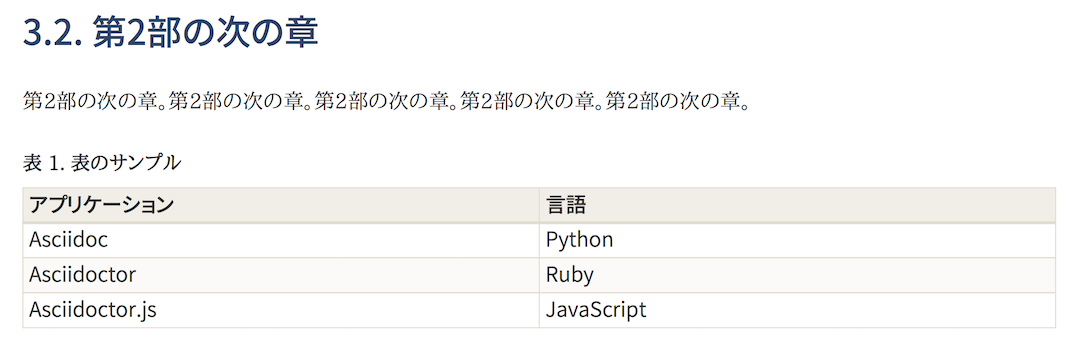 3.2. 第2部の次の章
第2部の次の章。第2部の次の章。第2部の次の章。第2部の次の章。第2部の次の章。
表 1. 表のサンプル
アプリケーション 言語
Asciidoc Python
Asciidoctor Ruby
Asciidoctor.js JavaScript